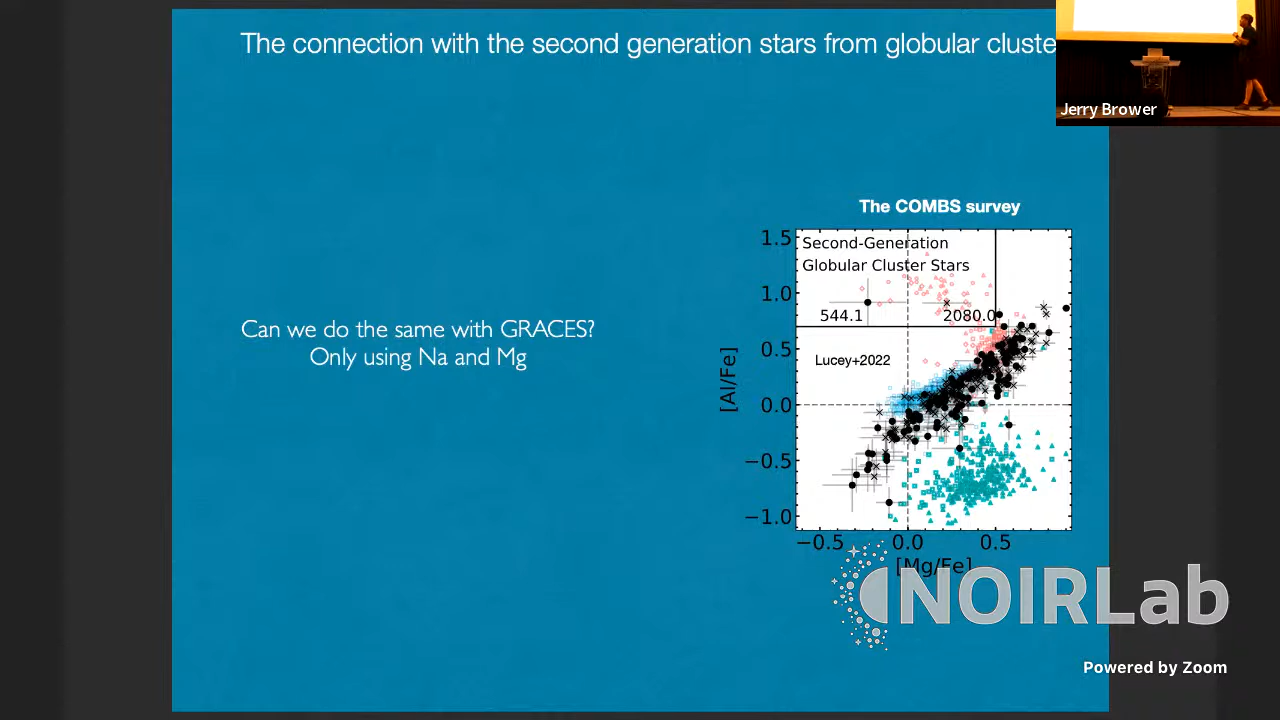 The connection with the second generation stars from globular cluste
Jerry Brower
The COMBS survey
Can we do the same with GRACES?
Only using Na and Mg
Second-Generation
Globular Cluster Stars
544.1
2080.0
Lucey+2022
[Al/Fe]
1.5
1.0
0.5
0.0
−0.5
−1.0
−0.5 0.0 0.5
[Mg/Fe]
NOIRLab
Powered by Zoom